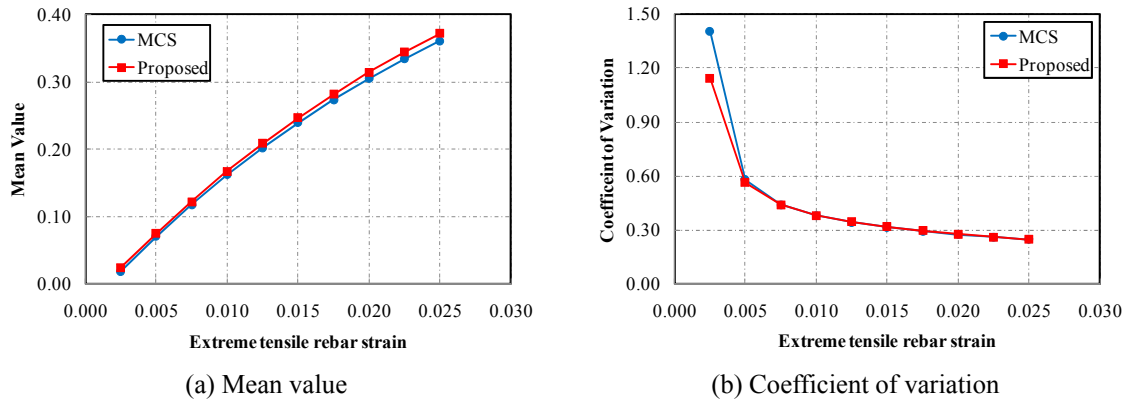 0.40
0.30
0.20
0.10
0.00
Mean Value
MCS
Proposed
0.000 0.005 0.010 0.015 0.020 0.025 0.030
Extreme tensile rebar strain
(a) Mean value
1.50
1.20
0.90
0.60
0.30
0.00
Coefficeint of Variation
MCS
Proposed
0.000 0.005 0.010 0.015 0.020 0.025 0.030
Extreme tensile rebar strain
(b) Coefficient of variation